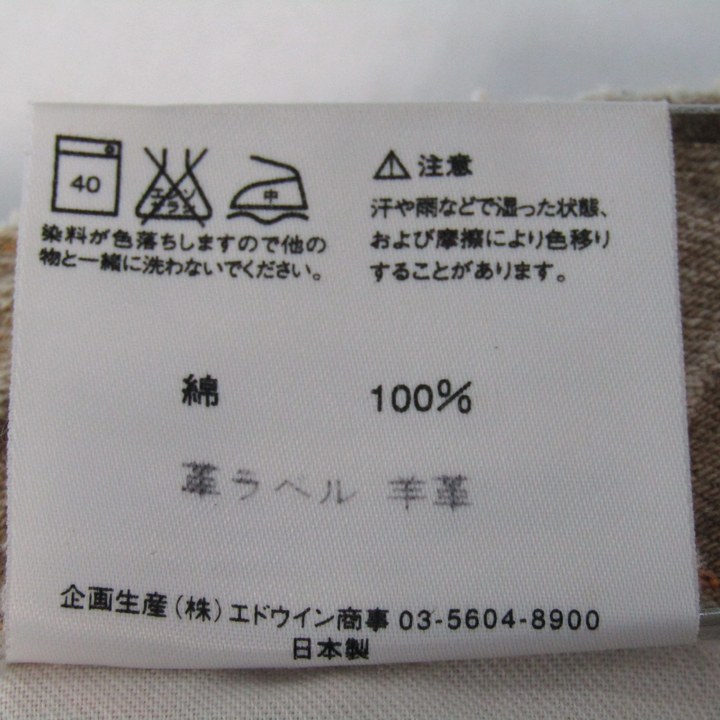 40
エンソ
サラシ
中
染料が色落ちしますので他の
物と一緒に洗わないでください。
注意
汗や雨などで湿った状態、
および摩擦により色移り
することがあります。
綿 100%
革ラベル 羊革
企画生産(株)エドウイン商事 03-5604-8900
日本製